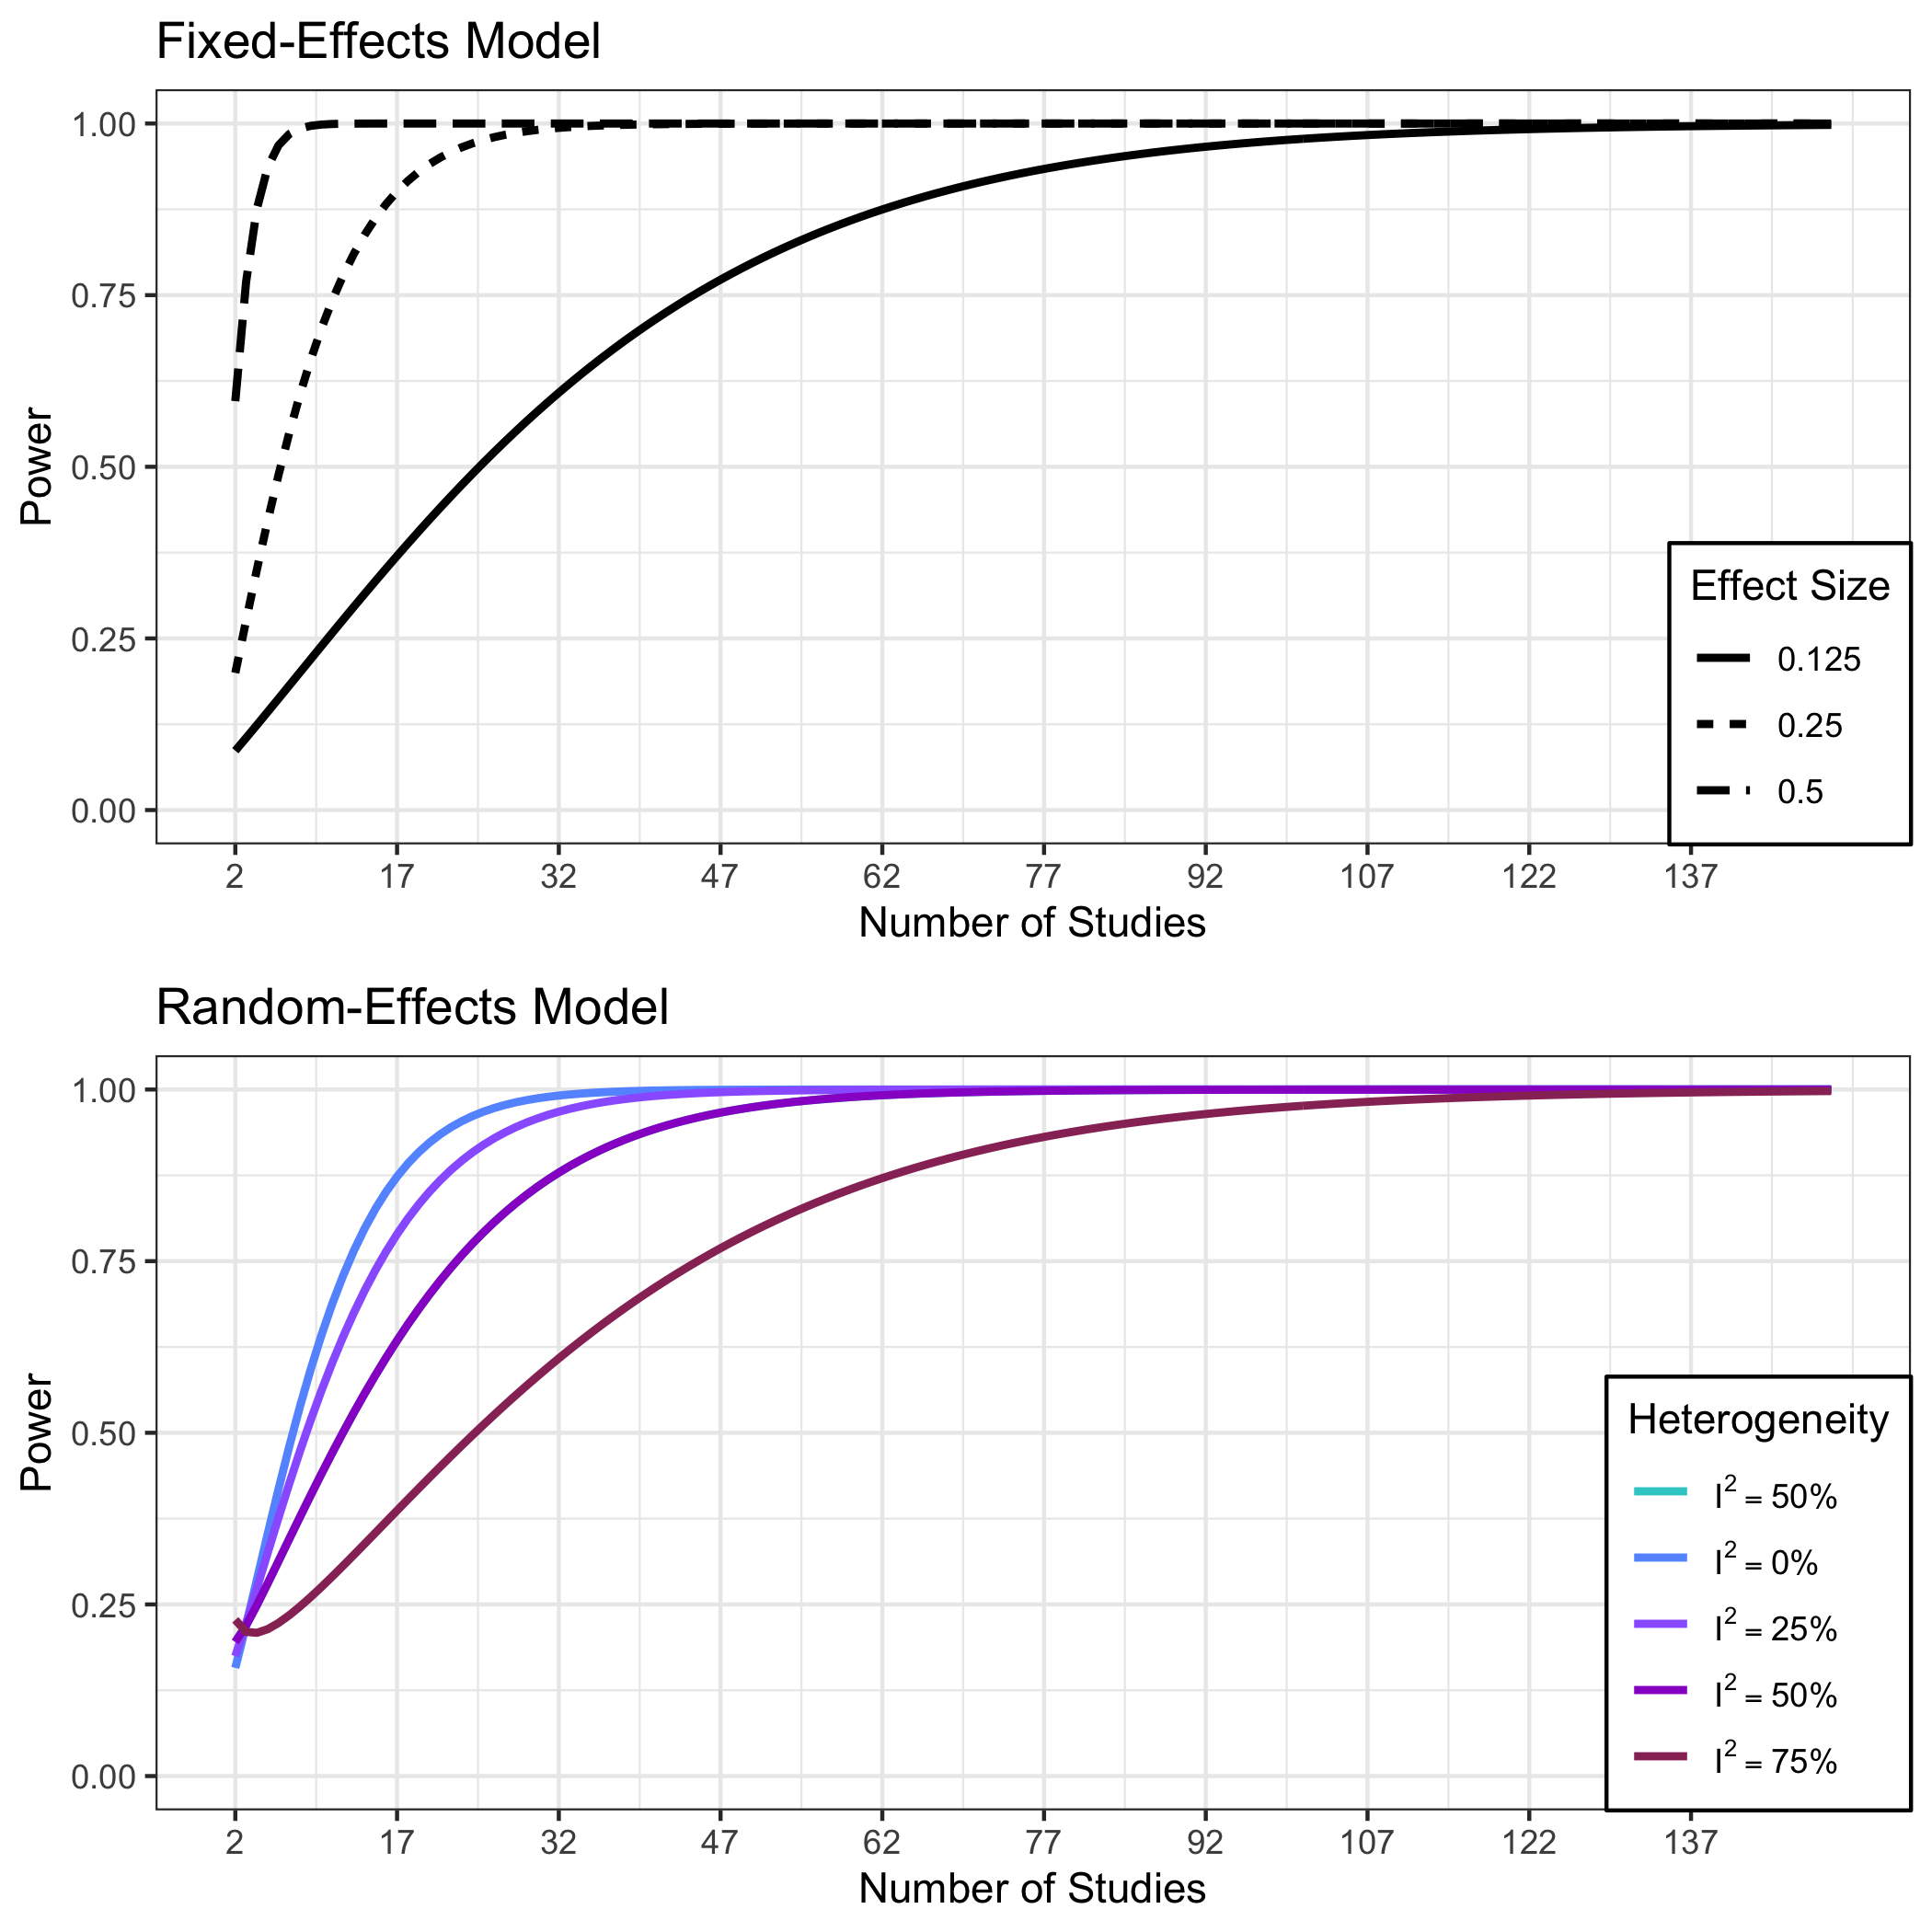 Fixed-Effects Model
1.00
0.75
0.50
0.25
0.00
Power
Effect Size
0.125
0.25
0.5
2 17 32 47 62 77 92 107 122 137
Number of Studies
Random-Effects Model
1.00
0.75
0.50
0.25
0.00
Power
Heterogeneity
I² = 50%
I² = 0%
I² = 25%
I² = 50%
I² = 75%
2 17 32 47 62 77 92 107 122 137
Number of Studies